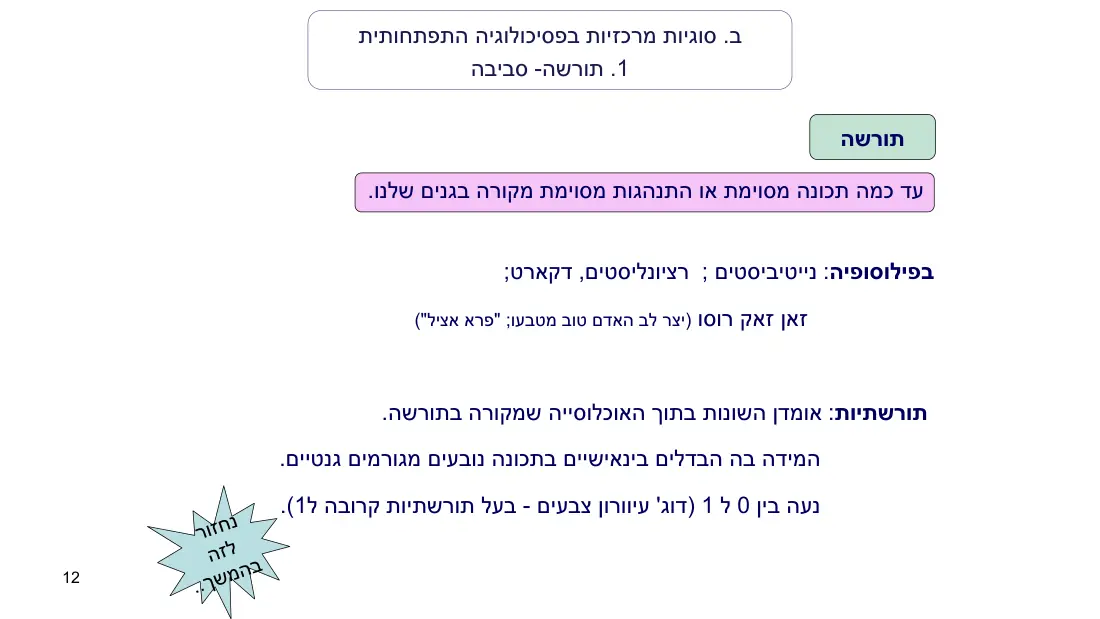 ב. סוגיות מרכזיות בפסיכולוגיה התפתחותית
1. תורשה- סביבה
תורשה
עד כמה תכונה מסוימת או התנהגות מסוימת מקורה בגנים שלנו.
בפילוסופיה: נייטיביסטים ; רציונליסטים, דקארט;
זאן זאק רוסו (יצר לב האדם טוב מטבעו; "פרא אציל")
תורשתיות: אומדן השונות בתוך האוכלוסייה שמקורה בתורשה.
המידה בה הבדלים בינאישיים בתכונה נובעים מגורמים גנטיים.
נעה בין 0 ל 1 (דוג' עיוורון צבעים - בעל תורשתיות קרובה ל1).
נחזור
לזה
בהמשך..
12